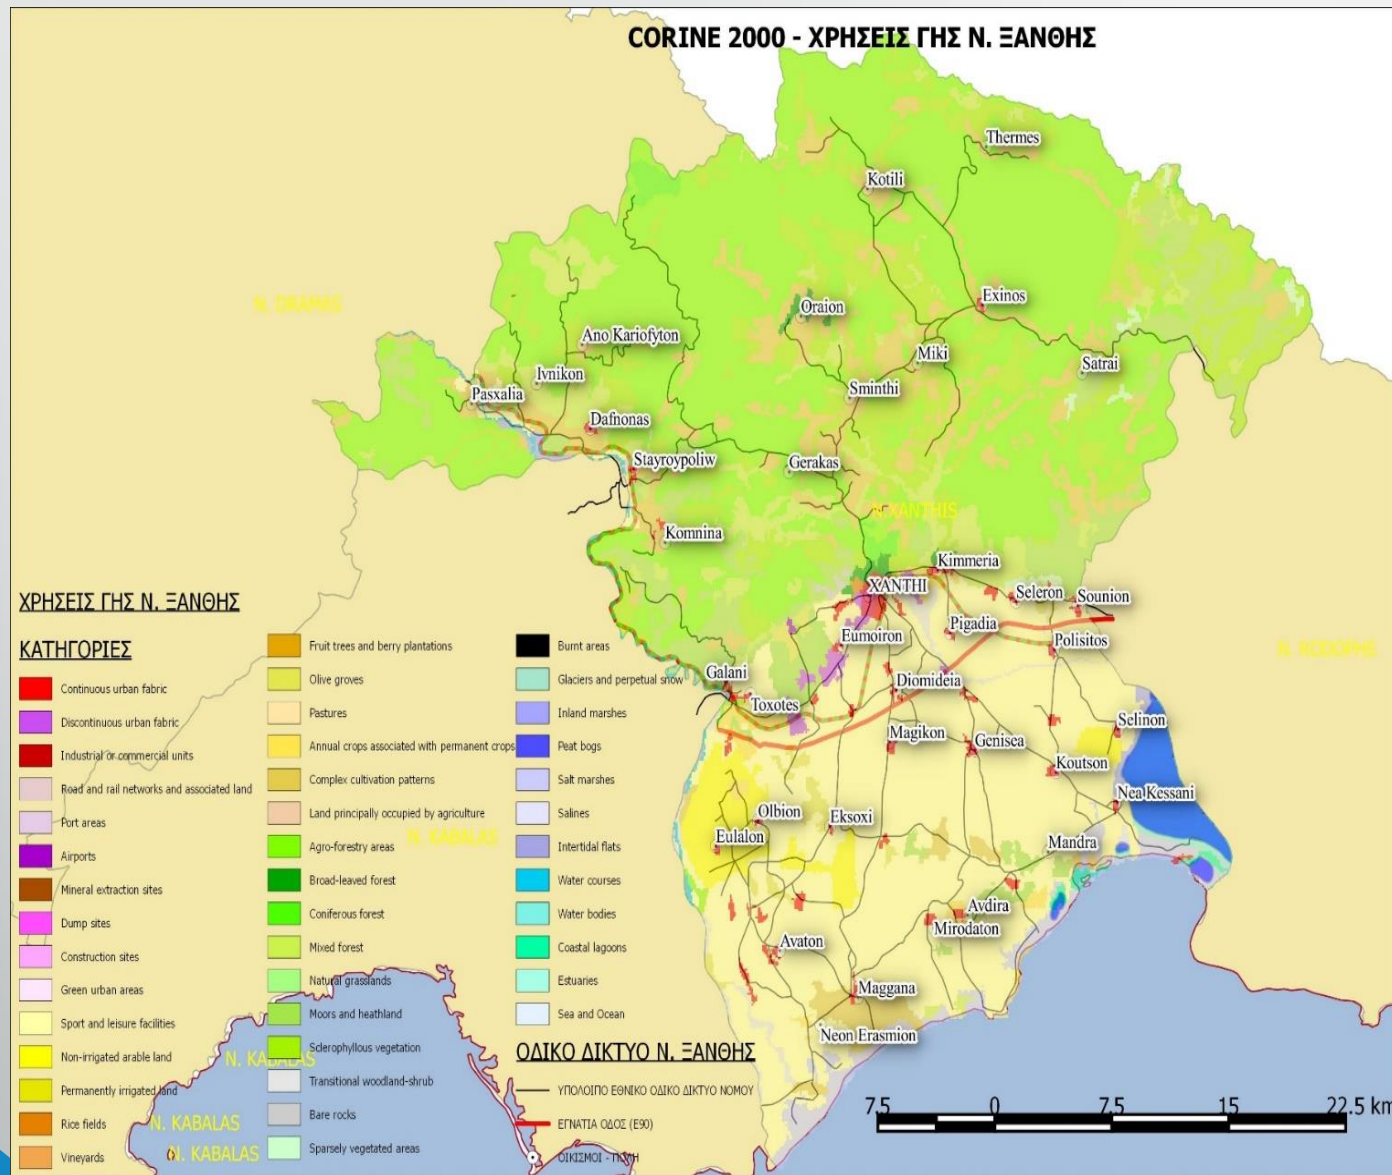 CORINE 2000 - ΧΡΗΣΕΙΣ ΓΗΣ Ν. ΞΑΝΘΗΣ
Thermes
Kotili
Exinos
Oraion
N. DRAMAS
Ano Kariofyton
Miki
Satrai
Ivnikon
Sminthi
Pasxalia
Dafnonas
Stayroypoliw
Gerakas
N.XANTHIS
Komnina
Kimmeria
XANTHI
Seleron
Sounion
Pigadia
Eumoiron
Polisitos
N. RODOPHS
Galani
Diomideia
Toxotes
Selinon
Magikon
Genisea
Koutson
Nea Kessani
Olbion
Eksoxi
Eulalon
Mandra
N. KABALAS
Avdira
Mirodaton
Avaton
Maggana
Neon Erasmion
N. KABALAS
N. KABALAS
N. KABALAS
ΧΡΗΣΕΙΣ ΓΗΣ Ν. ΞΑΝΘΗΣ
ΚΑΤΗΓΟΡΙΕΣ
Continuous urban fabric
Discontinuous urban fabric
Industrial or commercial units
Road and rail networks and associated land
Port areas
Airports
Mineral extraction sites
Dump sites
Construction sites
Green urban areas
Sport and leisure facilities
Non-irrigated arable land
Permanently irrigated land
Rice fields
Vineyards
Fruit trees and berry plantations
Olive groves
Pastures
Annual crops associated with permanent crops
Complex cultivation patterns
Land principally occupied by agriculture
Agro-forestry areas
Broad-leaved forest
Coniferous forest
Mixed forest
Natural grasslands
Moors and heathland
Sclerophyllous vegetation
Transitional woodland-shrub
Bare rocks
Sparsely vegetated areas
Burnt areas
Glaciers and perpetual snow
Inland marshes
Peat bogs
Salt marshes
Salines
Intertidal flats
Water courses
Water bodies
Coastal lagoons
Estuaries
Sea and Ocean
ΟΔΙΚΟ ΔΙΚΤΥΟ Ν. ΞΑΝΘΗΣ
ΥΠΟΛΟΙΠΟ ΕΘΝΙΚΟ ΟΔΙΚΟ ΔΙΚΤΥΟ ΝΟΜΟΥ
ΕΓΝΑΤΙΑ ΟΔΟΣ (Ε90)
ΟΙΚΙΣΜΟΙ - ΠΟΛΗ
7.5 0 7.5 15 22.5 km